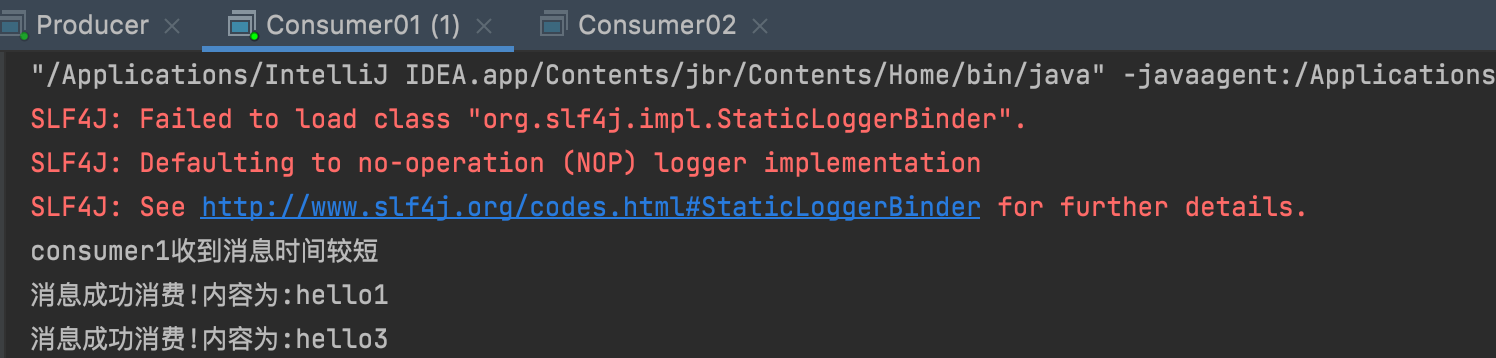 Producer Consumer01 (1) Consumer02
"/Applications/IntelliJ IDEA.app/Contents/jbr/Contents/Home/bin/java" -javaagent:/Applications
SLF4J: Failed to load class "org.slf4j.impl.StaticLoggerBinder".
SLF4J: Defaulting to no-operation (NOP) logger implementation
SLF4J: See http://www.slf4j.org/codes.html#StaticLoggerBinder for further details.
consumer1收到消息时间较短
消息成功消费!内容为:hello1
消息成功消费!内容为:hello3